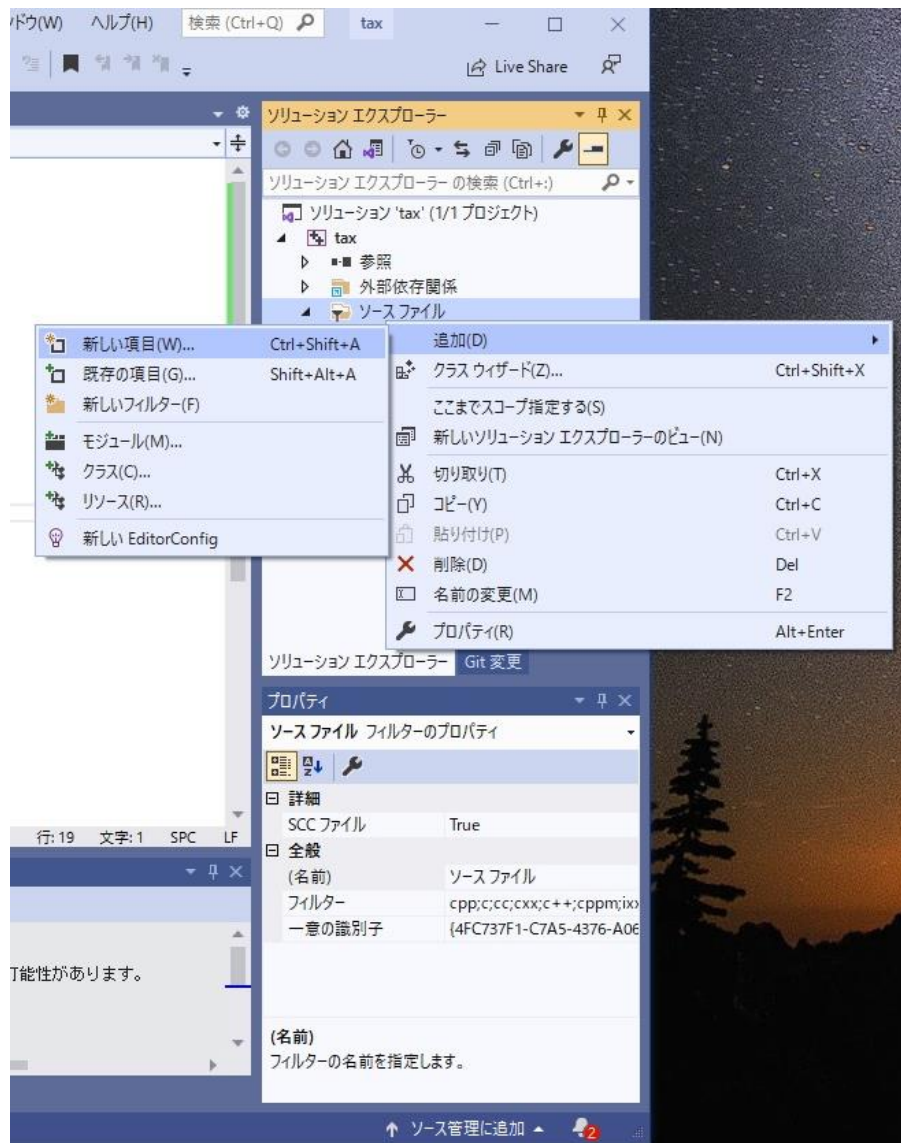 ンドウ(W) ヘルプ(H) 検索 (Ctrl+Q) tax
Live Share
ソリューション エクスプローラー
ソリューション エクスプローラー の検索 (Ctrl+:)
ソリューション 'tax' (1/1 プロジェクト)
tax
参照
外部依存関係
ソース ファイル
追加(D)
クラス ウィザード(Z)... Ctrl+Shift+X
ここまでスコープ指定する(S)
新しいソリューション エクスプローラーのビュー(N)
切り取り(T) Ctrl+X
コピー(Y) Ctrl+C
貼り付け(P) Ctrl+V
削除(D) Del
名前の変更(M) F2
プロパティ(R) Alt+Enter
新しい項目(W)... Ctrl+Shift+A
既存の項目(G)... Shift+Alt+A
新しいフィルター(F)
モジュール(M)...
クラス(C)...
リソース(R)...
新しい EditorConfig
ソリューション エクスプローラー Git 変更
プロパティ
ソース ファイル フィルターのプロパティ
詳細
SCC ファイル True
全般
(名前) ソース ファイル
フィルター cpp;c;cc;cxx;c++;cppm;ixx
一意の識別子 {4FC737F1-C7A5-4376-A06
(名前)
フィルターの名前を指定します。
行: 19 文字: 1 SPC LF
可能性があります。
ソース管理に追加 2